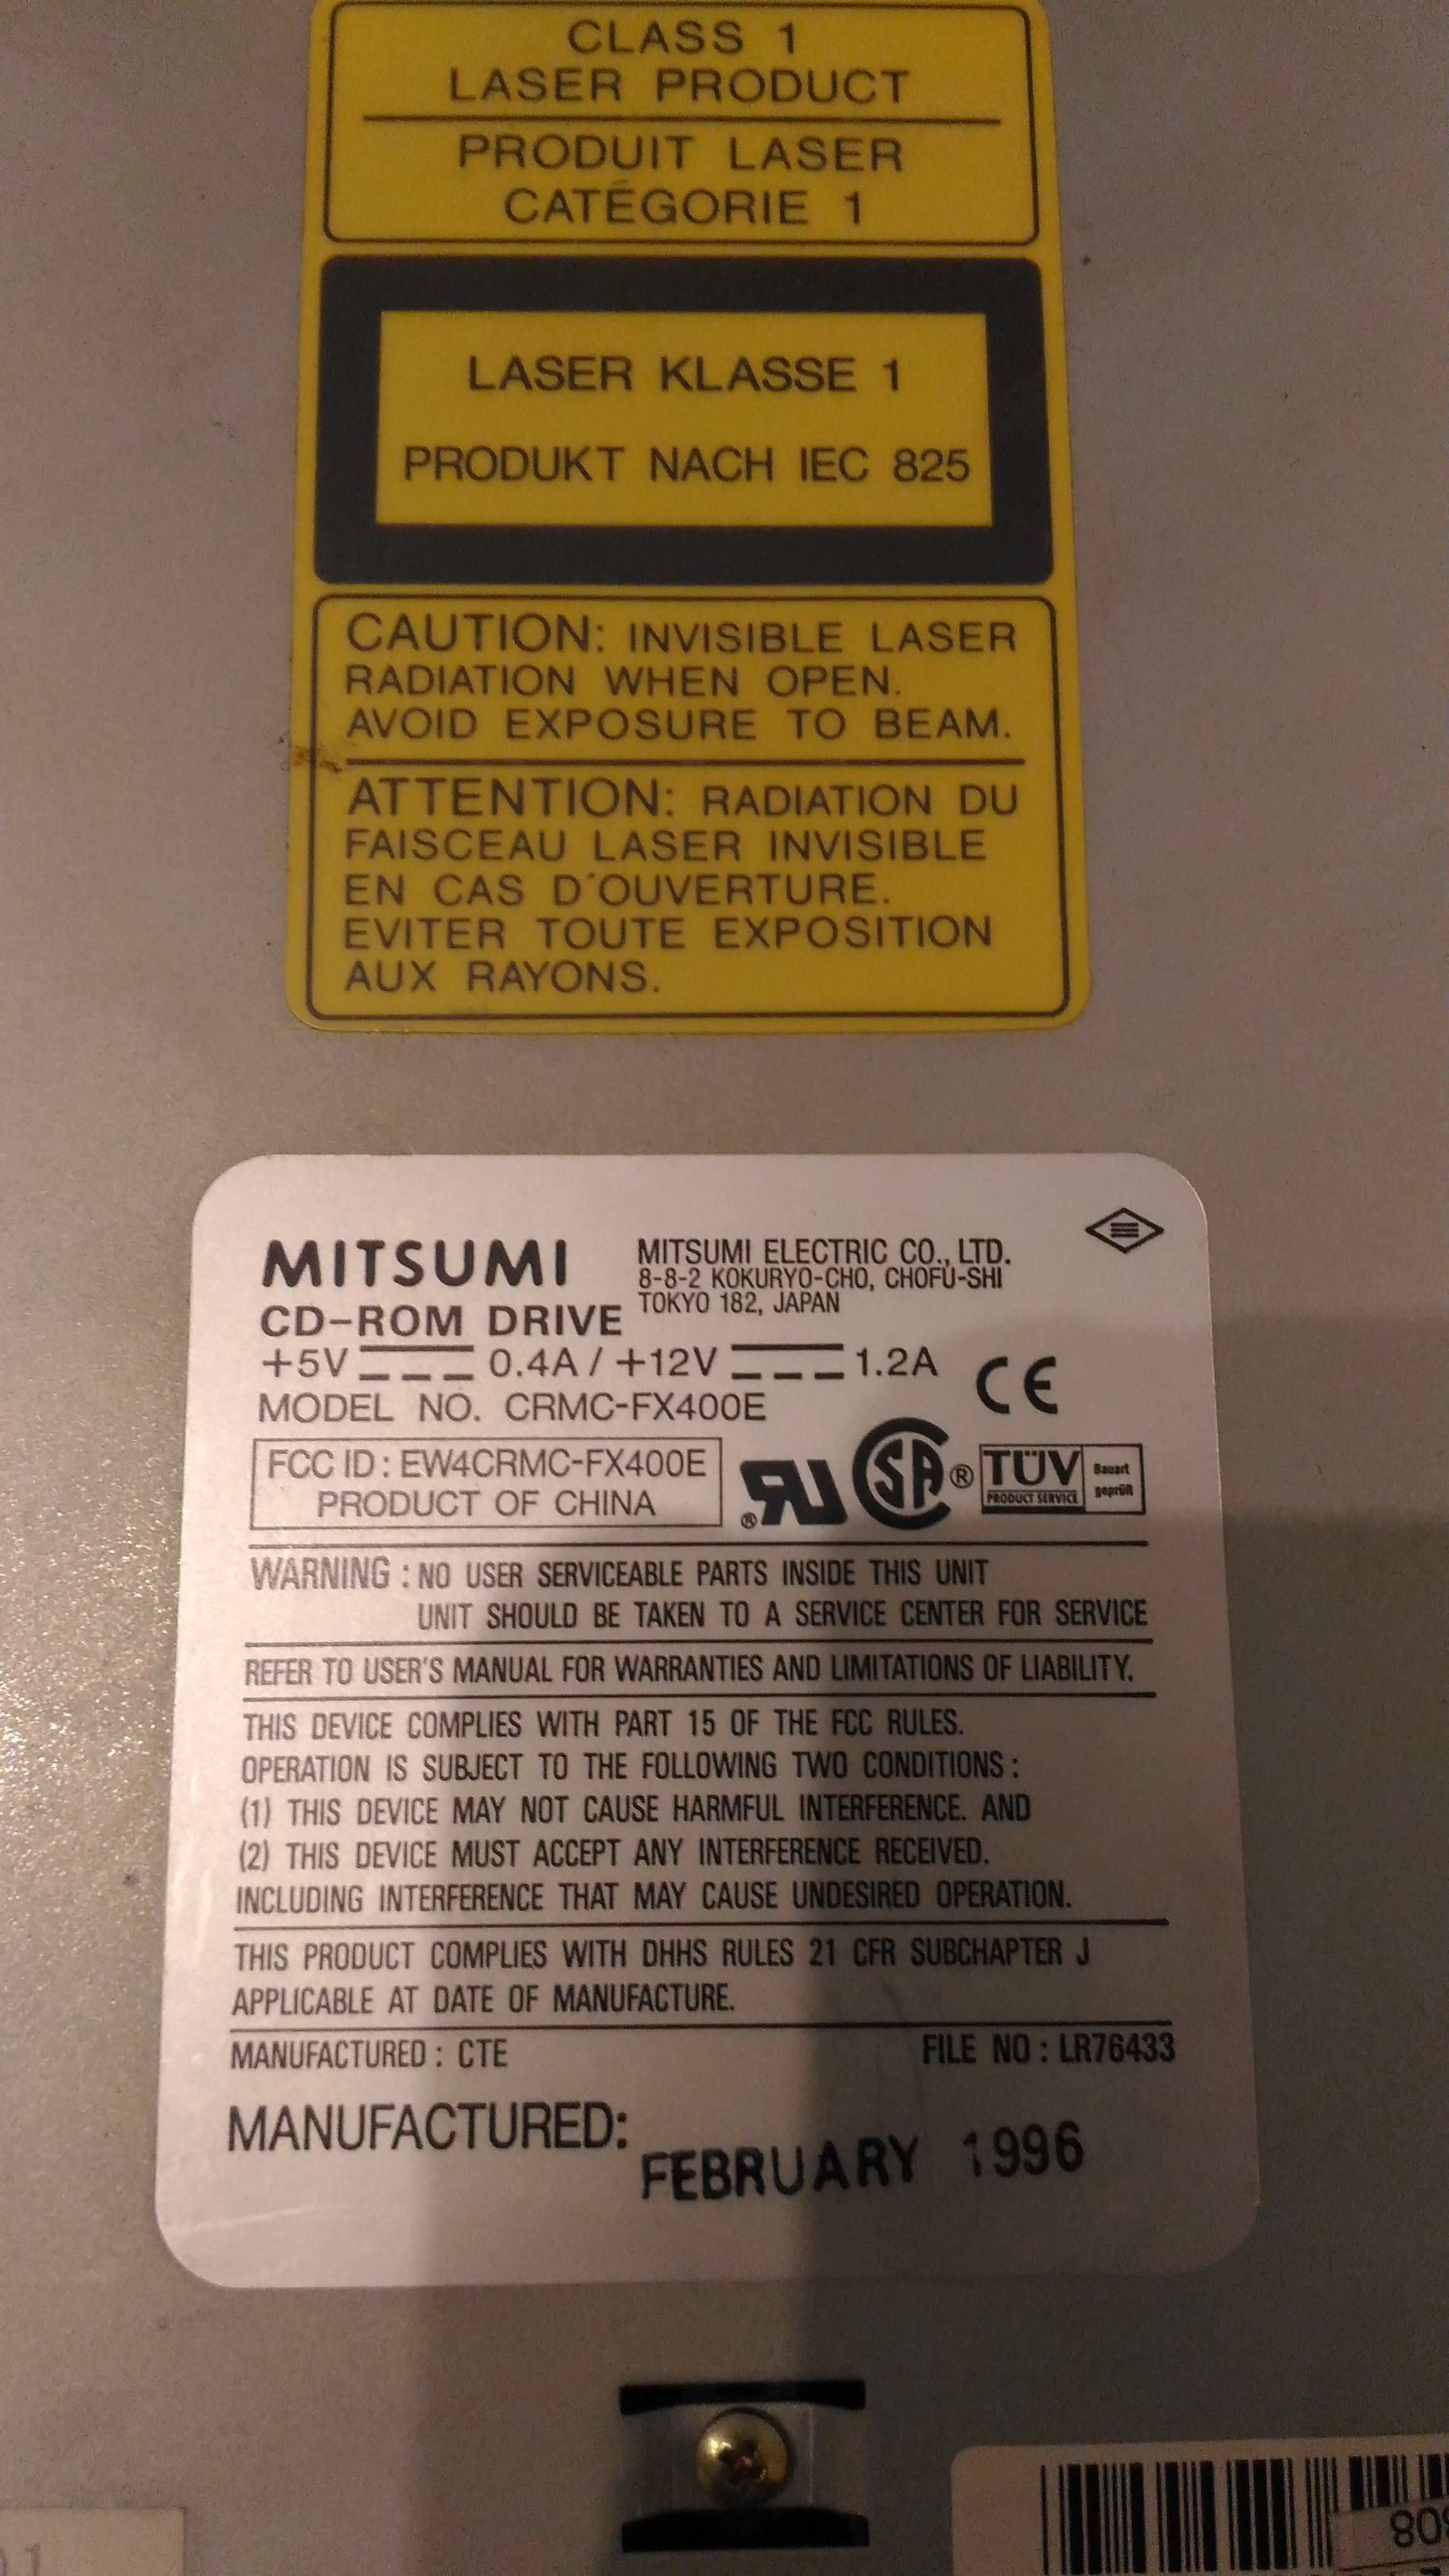 CLASS 1
LASER PRODUCT
PRODUIT LASER
CATÉGORIE 1
LASER KLASSE 1
PRODUKT NACH IEC 825
CAUTION: INVISIBLE LASER
RADIATION WHEN OPEN.
AVOID EXPOSURE TO BEAM.
ATTENTION: RADIATION DU
FAISCEAU LASER INVISIBLE
EN CAS D'OUVERTURE.
EVITER TOUTE EXPOSITION
AUX RAYONS.
MITSUMI
MITSUMI ELECTRIC CO., LTD.
8-8-2 KOKURYO-CHO, CHOFU-SHI
TOKYO 182, JAPAN
CD-ROM DRIVE
+5V 0.4A / +12V 1.2A
CE
MODEL NO. CRMC-FX400E
FCC ID : EW4CRMC-FX400E
PRODUCT OF CHINA
RU ® SA ® TÜV PRODUCT SERVICE Bauart geprüft
WARNING : NO USER SERVICEABLE PARTS INSIDE THIS UNIT
UNIT SHOULD BE TAKEN TO A SERVICE CENTER FOR SERVICE
REFER TO USER'S MANUAL FOR WARRANTIES AND LIMITATIONS OF LIABILITY.
THIS DEVICE COMPLIES WITH PART 15 OF THE FCC RULES.
OPERATION IS SUBJECT TO THE FOLLOWING TWO CONDITIONS :
(1) THIS DEVICE MAY NOT CAUSE HARMFUL INTERFERENCE. AND
(2) THIS DEVICE MUST ACCEPT ANY INTERFERENCE RECEIVED.
INCLUDING INTERFERENCE THAT MAY CAUSE UNDESIRED OPERATION.
THIS PRODUCT COMPLIES WITH DHHS RULES 21 CFR SUBCHAPTER J
APPLICABLE AT DATE OF MANUFACTURE.
MANUFACTURED : CTE
FILE NO : LR76433
MANUFACTURED: FEBRUARY 1996